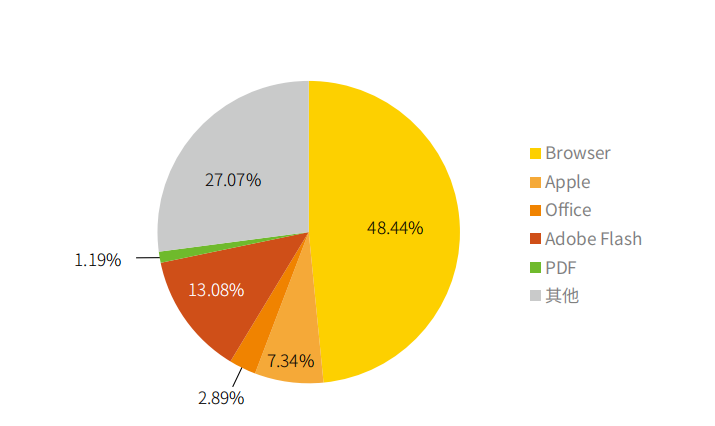 27.07%
48.44%
1.19%
13.08%
7.34%
2.89%
Browser
Apple
Office
Adobe Flash
PDF
其他